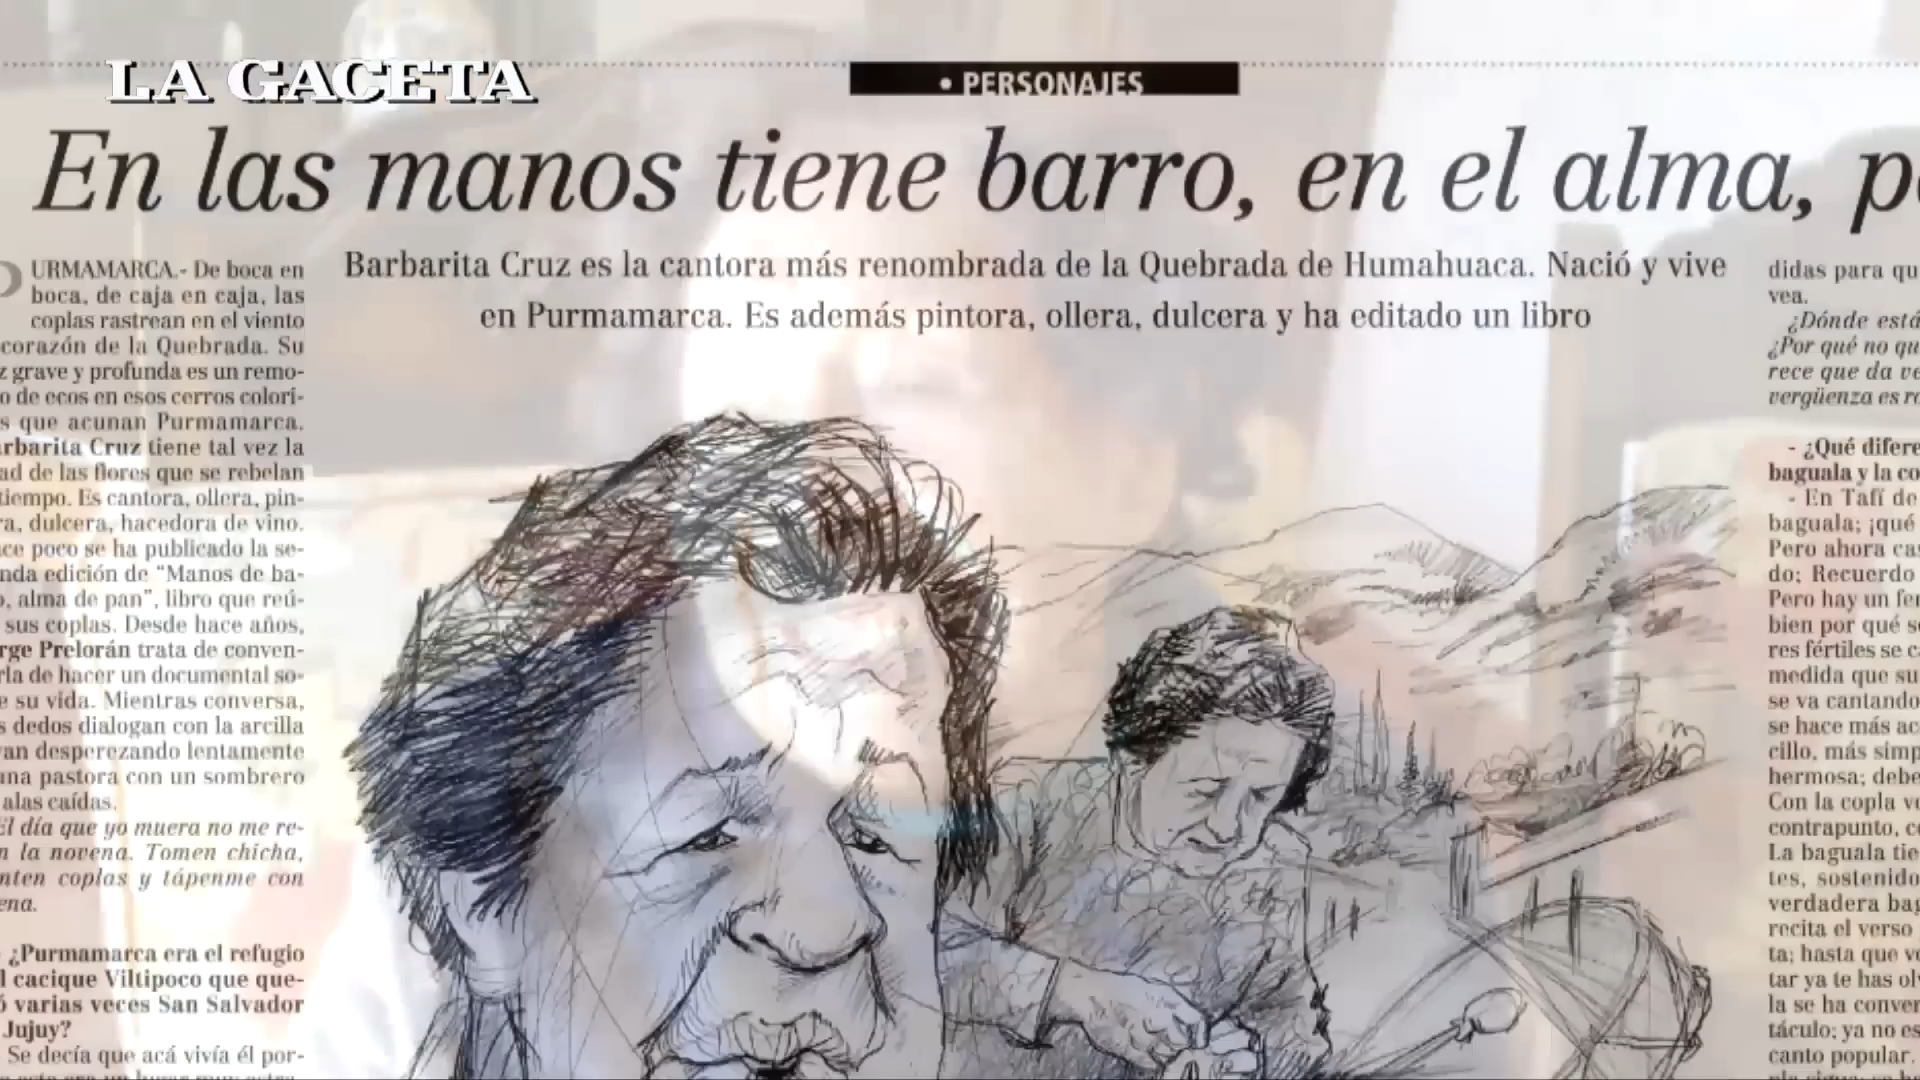 LA GACETA
• PERSONAJES
En las manos tiene barro, en el alma,
Barbarita Cruz es la cantora más renombrada de la Quebrada de Humahuaca. Nació y vive
en Purmamarca. Es además pintora, ollera, dulcera y ha editado un libro
URMAMARCA.- De boca en
boca, de caja en caja, las
coplas rastrean en el viento
corazón de la Quebrada. Su
z grave y profunda es un remo-
o de ecos en esos cerros colori-
s que acunan Purmamarca.
arbarita Cruz tiene tal vez la
ad de las flores que se rebelan
tiempo. Es cantora, ollera, pin-
ra, dulcera, hacedora de vino.
ce poco se ha publicado la se-
nda edición de “Manos de ba-
o, alma de pan”, libro que reú-
sus coplas. Desde hace años,
rge Prelorán trata de conven-
rla de hacer un documental so-
e su vida. Mientras conversa,
s dedos dialogan con la arcilla
van desperezando lentamente
una pastora con un sombrero
alas caídas.
El día que yo muera no me re-
n la novena. Tomen chicha,
nten coplas y tápenme con
ena.
¿Purmamarca era el refugio
l cacique Viltipoco que que-
ó varias veces San Salvador
Jujuy?
Se decía que acá vivía él por-
didas para qu
vea.
¿Dónde está
¿Por qué no qu
rece que da ve
vergüenza es ro
- ¿Qué difere
baguala y la co
- En Tafí de
baguala; ¡qué
Pero ahora cas
do; Recuerdo
Pero hay un fe
bien por qué s
res fértiles se c
medida que su
se va cantando
se hace más ac
cillo, más simp
hermosa; debe
Con la copla v
contrapunto, c
La baguala tie
tes, sostenido
verdadera bag
recita el verso
ta; hasta que v
tar ya te has ol
la se ha conver
táculo; ya no es
canto popular.